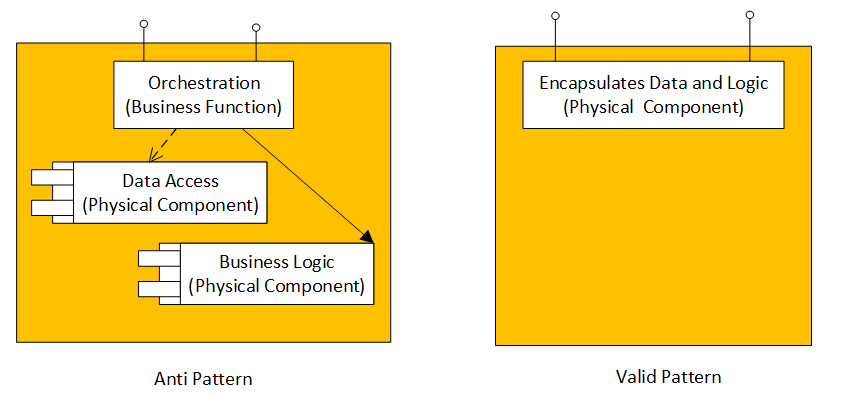 Orchestration
(Business Function)
Data Access
(Physical Component)
Business Logic
(Physical Component)
Anti Pattern
Encapsulates Data and Logic
(Physical  Component)
Valid Pattern